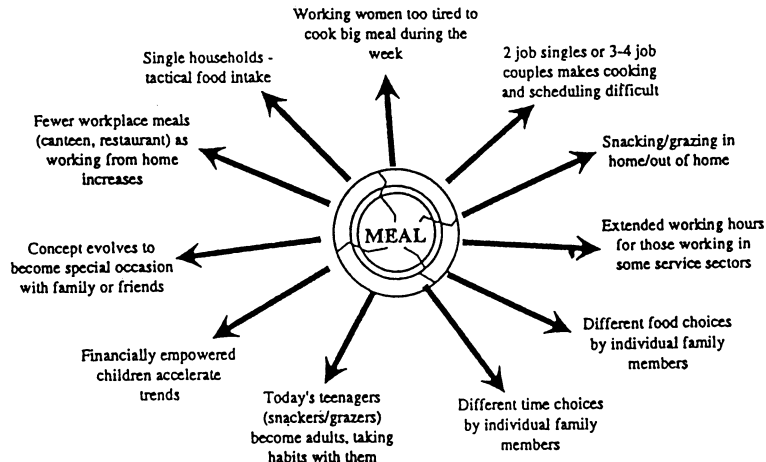 Working women too tired to
cook big meal during the
week
2 job singles or 3-4 job
couples makes cooking
and scheduling difficult
Snacking/grazing in
home/out of home
Extended working hours
for those working in
some service sectors
Different food choices
by individual family
members
Different time choices
by individual family
members
Today's teenagers
(snackers/grazers)
become adults, taking
habits with them
Financially empowered
children accelerate
trends
Concept evolves to
become special occasion
with family or friends
Fewer workplace meals
(canteen, restaurant) as
working from home
increases
Single households -
tactical food intake
MEAL